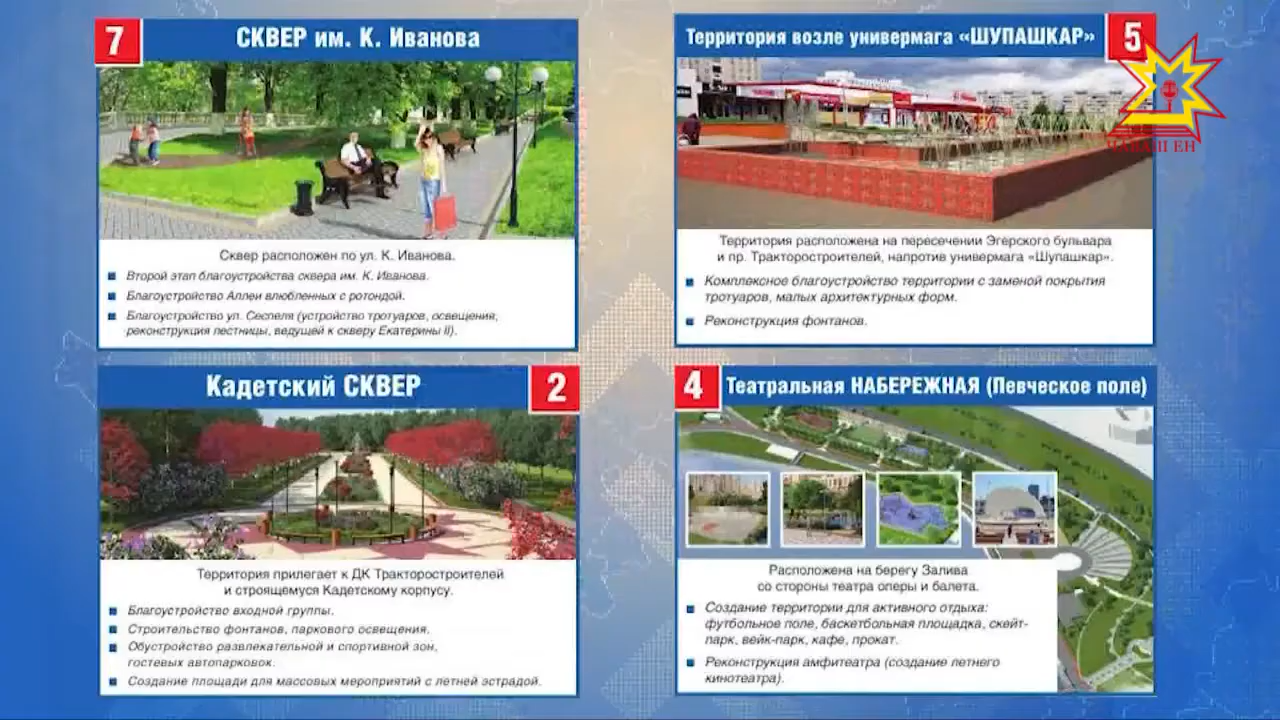 7
СКВЕР им. К. Иванова
Сквер расположен по ул. К. Иванова.
Второй этап благоустройства сквера им. К. Иванова.
Благоустройство Аллеи влюбленных с ротондой.
Благоустройство ул. Сеспеля (устройство тротуаров, освещения,
реконструкция лестницы, ведущей к скверу Екатерины II).
Территория возле универмага «ШУПАШКАР»
5
ЧĂВАШ ЕН
Территория расположена на пересечении Эгерского бульвара
и пр. Тракторостроителей, напротив универмага «Шупашкар».
Комплексное благоустройство территории с заменой покрытия
тротуаров, малых архитектурных форм.
Реконструкция фонтанов.
Кадетский СКВЕР
2
Территория прилегает к ДК Тракторостроителей
и строящемуся Кадетскому корпусу.
Благоустройство входной группы.
Строительство фонтанов, паркового освещения.
Обустройство развлекательной и спортивной зон,
гостевых автопарковок.
Создание площади для массовых мероприятий с летней эстрадой.
4
Театральная НАБЕРЕЖНАЯ (Певческое поле)
Расположена на берегу Залива
со стороны театра оперы и балета.
Создание территории для активного отдыха:
футбольное поле, баскетбольная площадка, скейт-
парк, вейк-парк, кафе, прокат.
Реконструкция амфитеатра (создание летнего
кинотеатра).